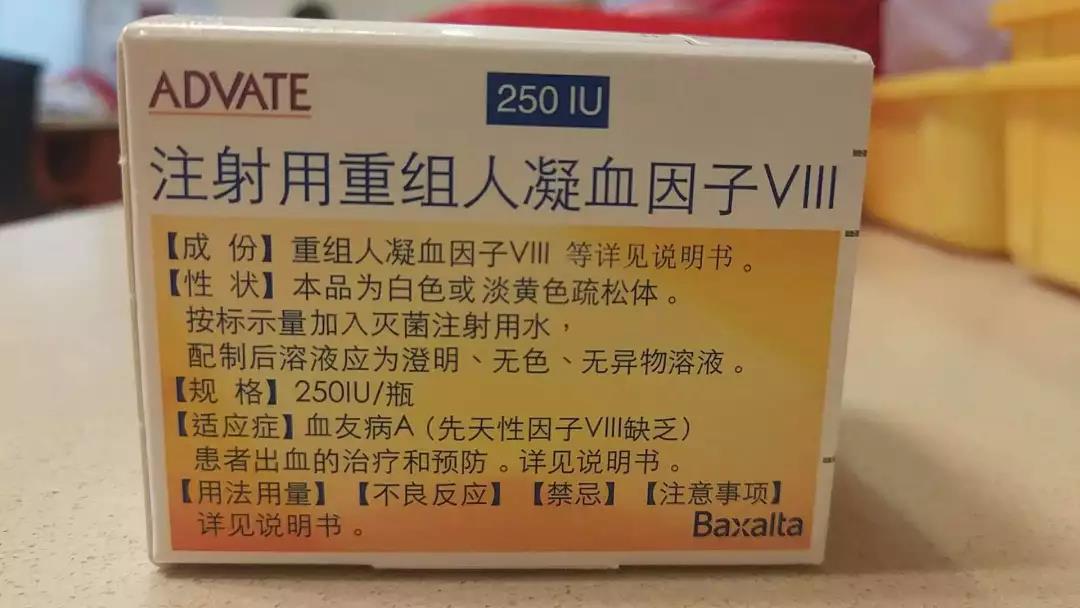 ADVATE
250 IU
注射用重组人凝血因子VIII
【成 份】重组人凝血因子VIII 等详见说明书。
【性 状】本品为白色或淡黄色疏松体。
按标示量加入灭菌注射用水，
配制后溶液应为澄明、无色、无异物溶液。
【规 格】250IU/瓶
【适应症】血友病A（先天性因子VIII缺乏）
患者出血的治疗和预防。详见说明书。
【用法用量】【不良反应】【禁忌】【注意事项】
详见说明书。
Baxalta